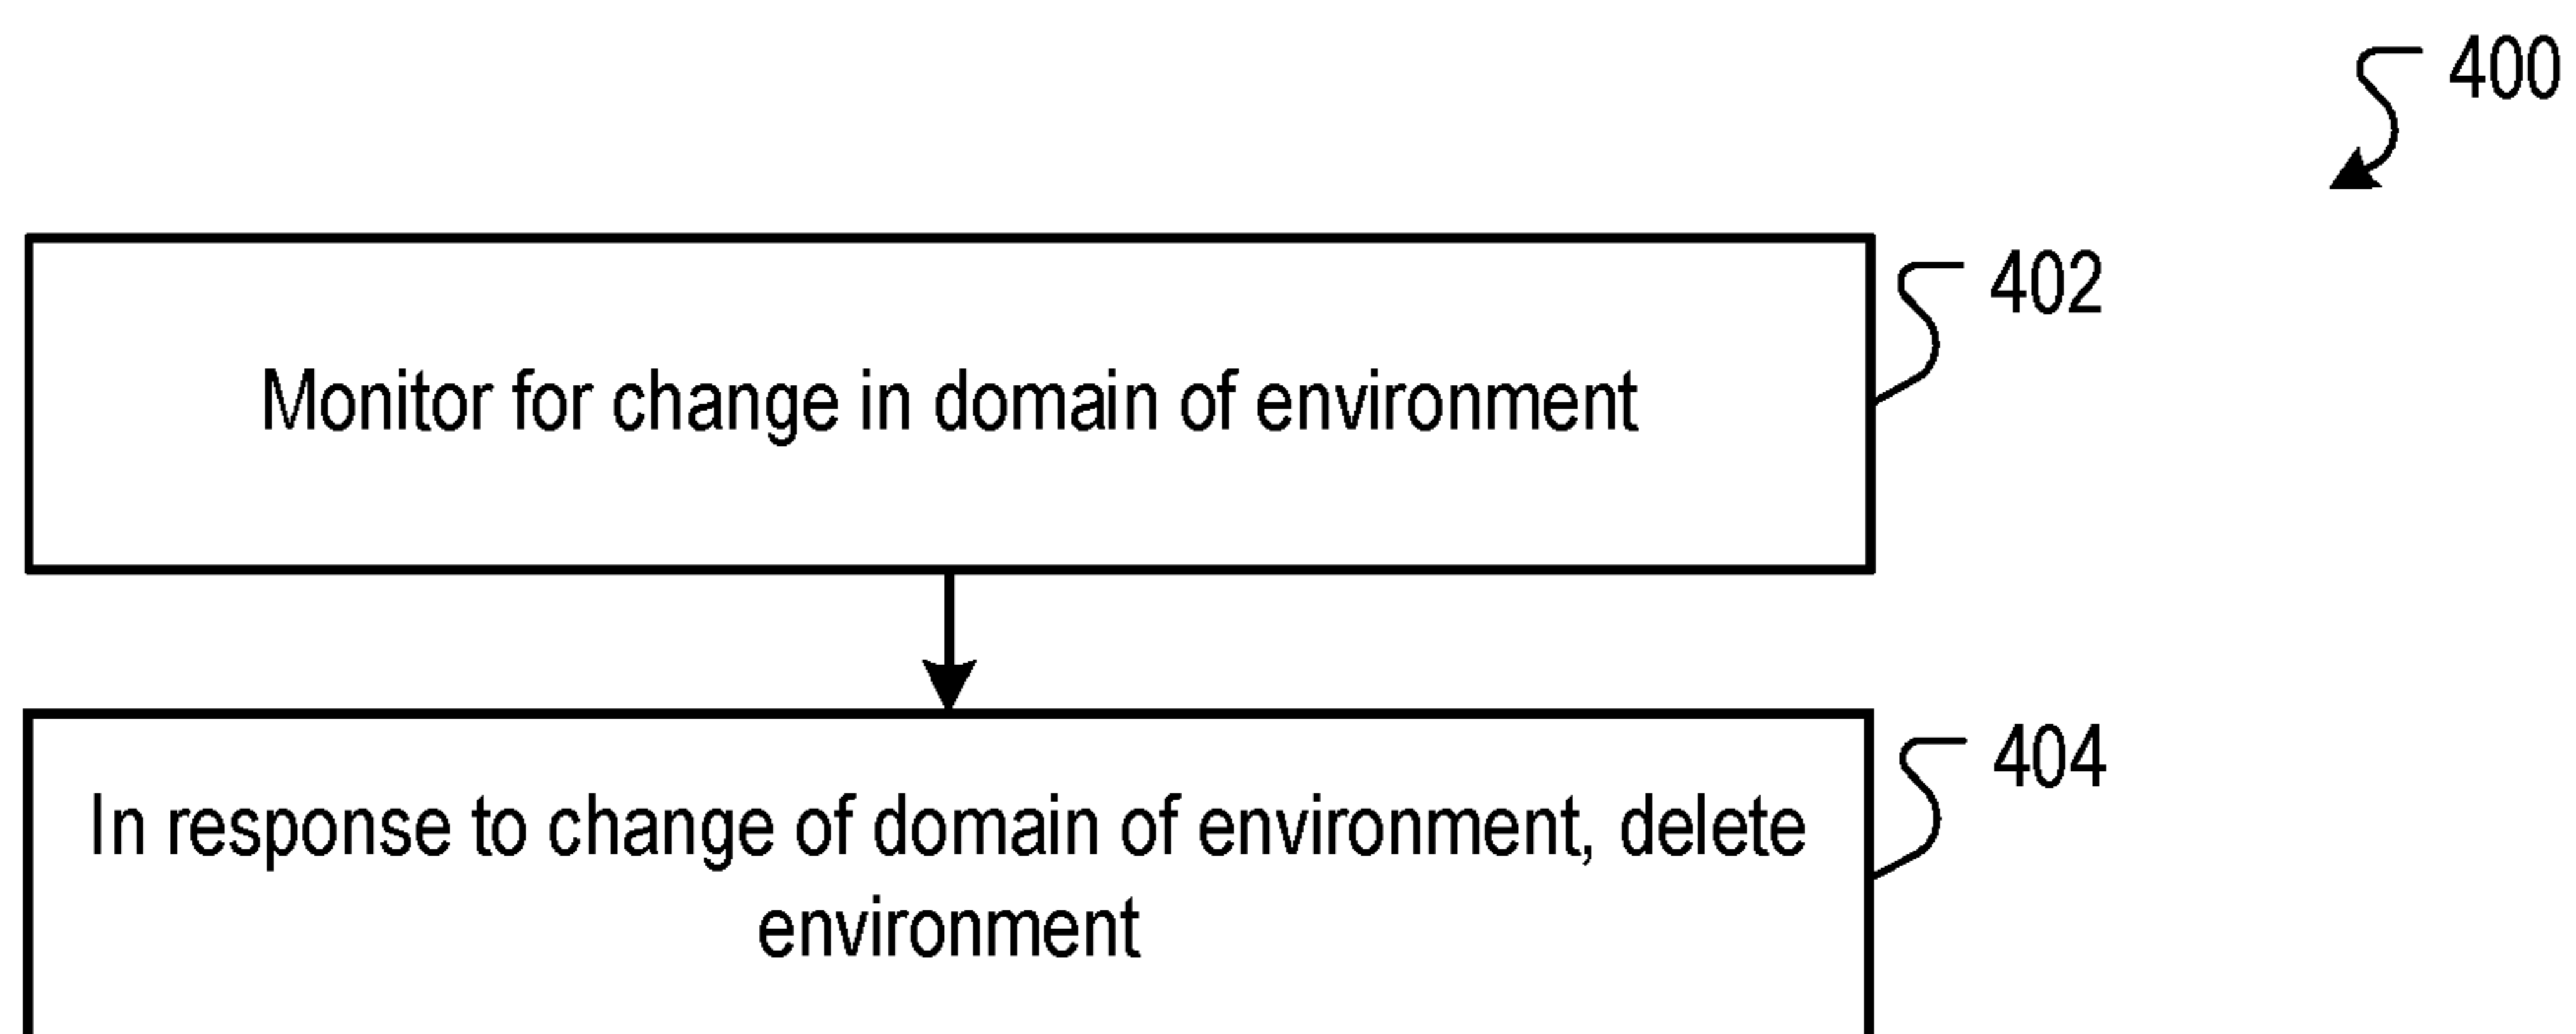 400
402
Monitor for change in domain of environment
404
In response to change of domain of environment, delete
environment